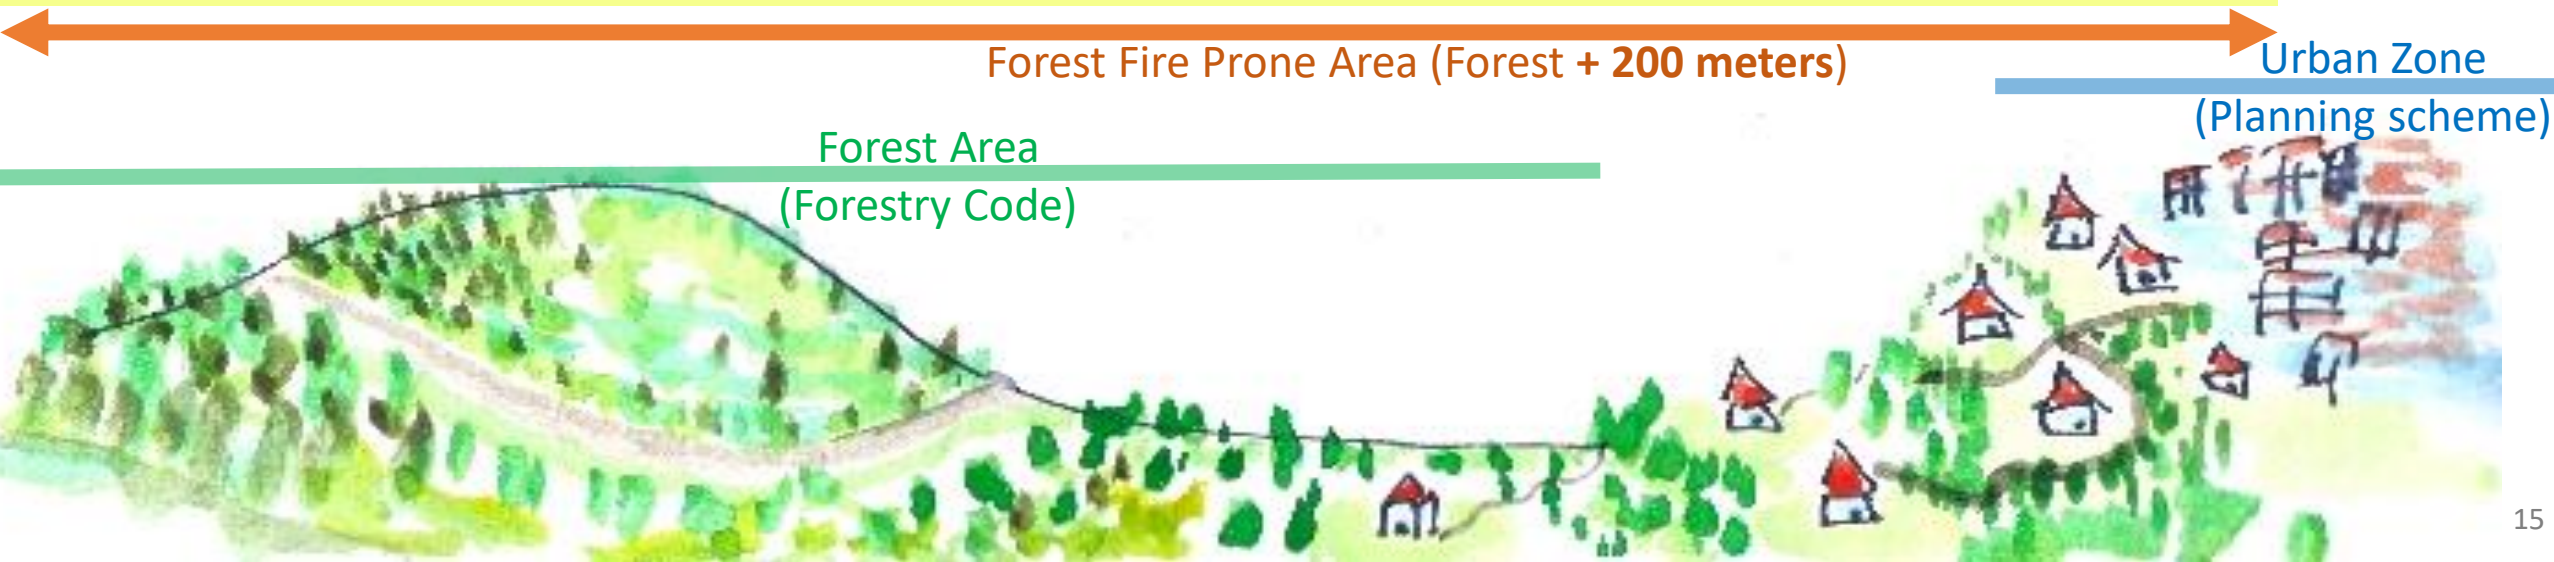 Forest Fire Prone Area (Forest + 200 meters)
Urban Zone
(Planning scheme)
Forest Area
(Forestry Code)
15